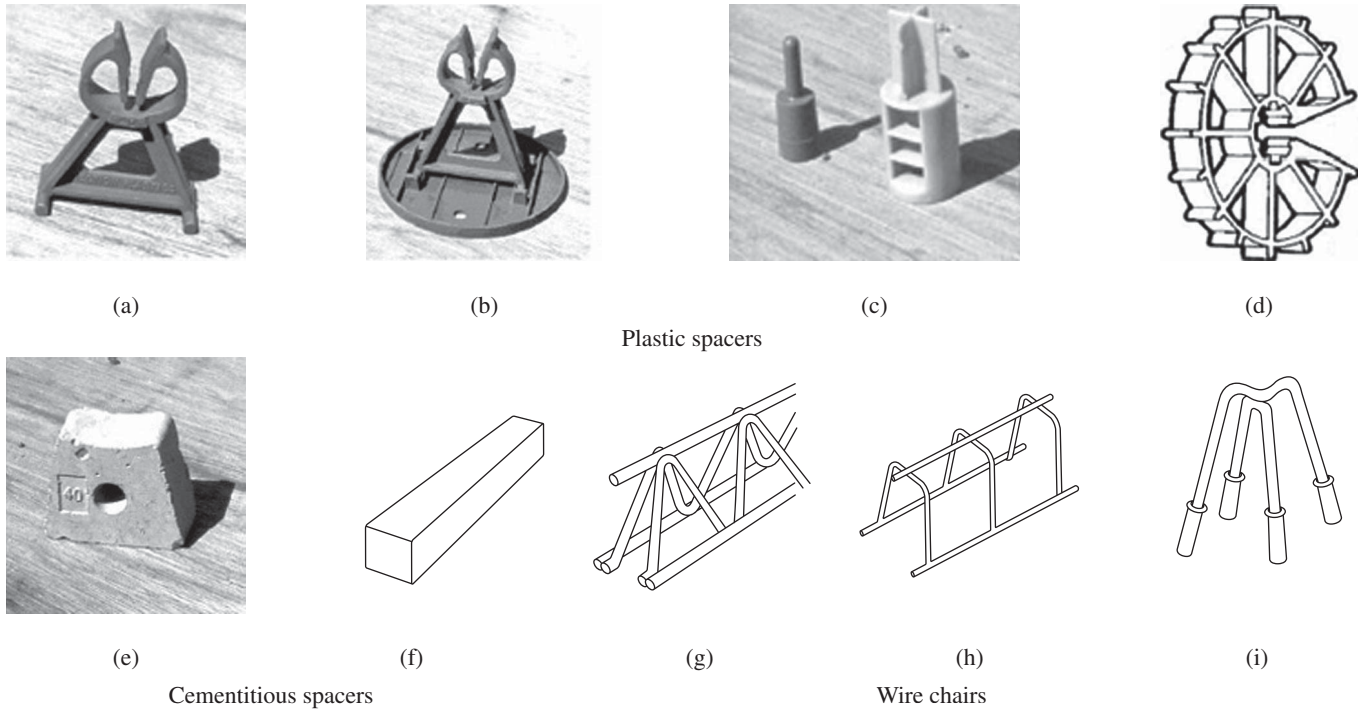 (a)
(b)
(c)
(d)
Plastic spacers
40
(e)
(f)
(g)
(h)
(i)
Cementitious spacers
Wire chairs